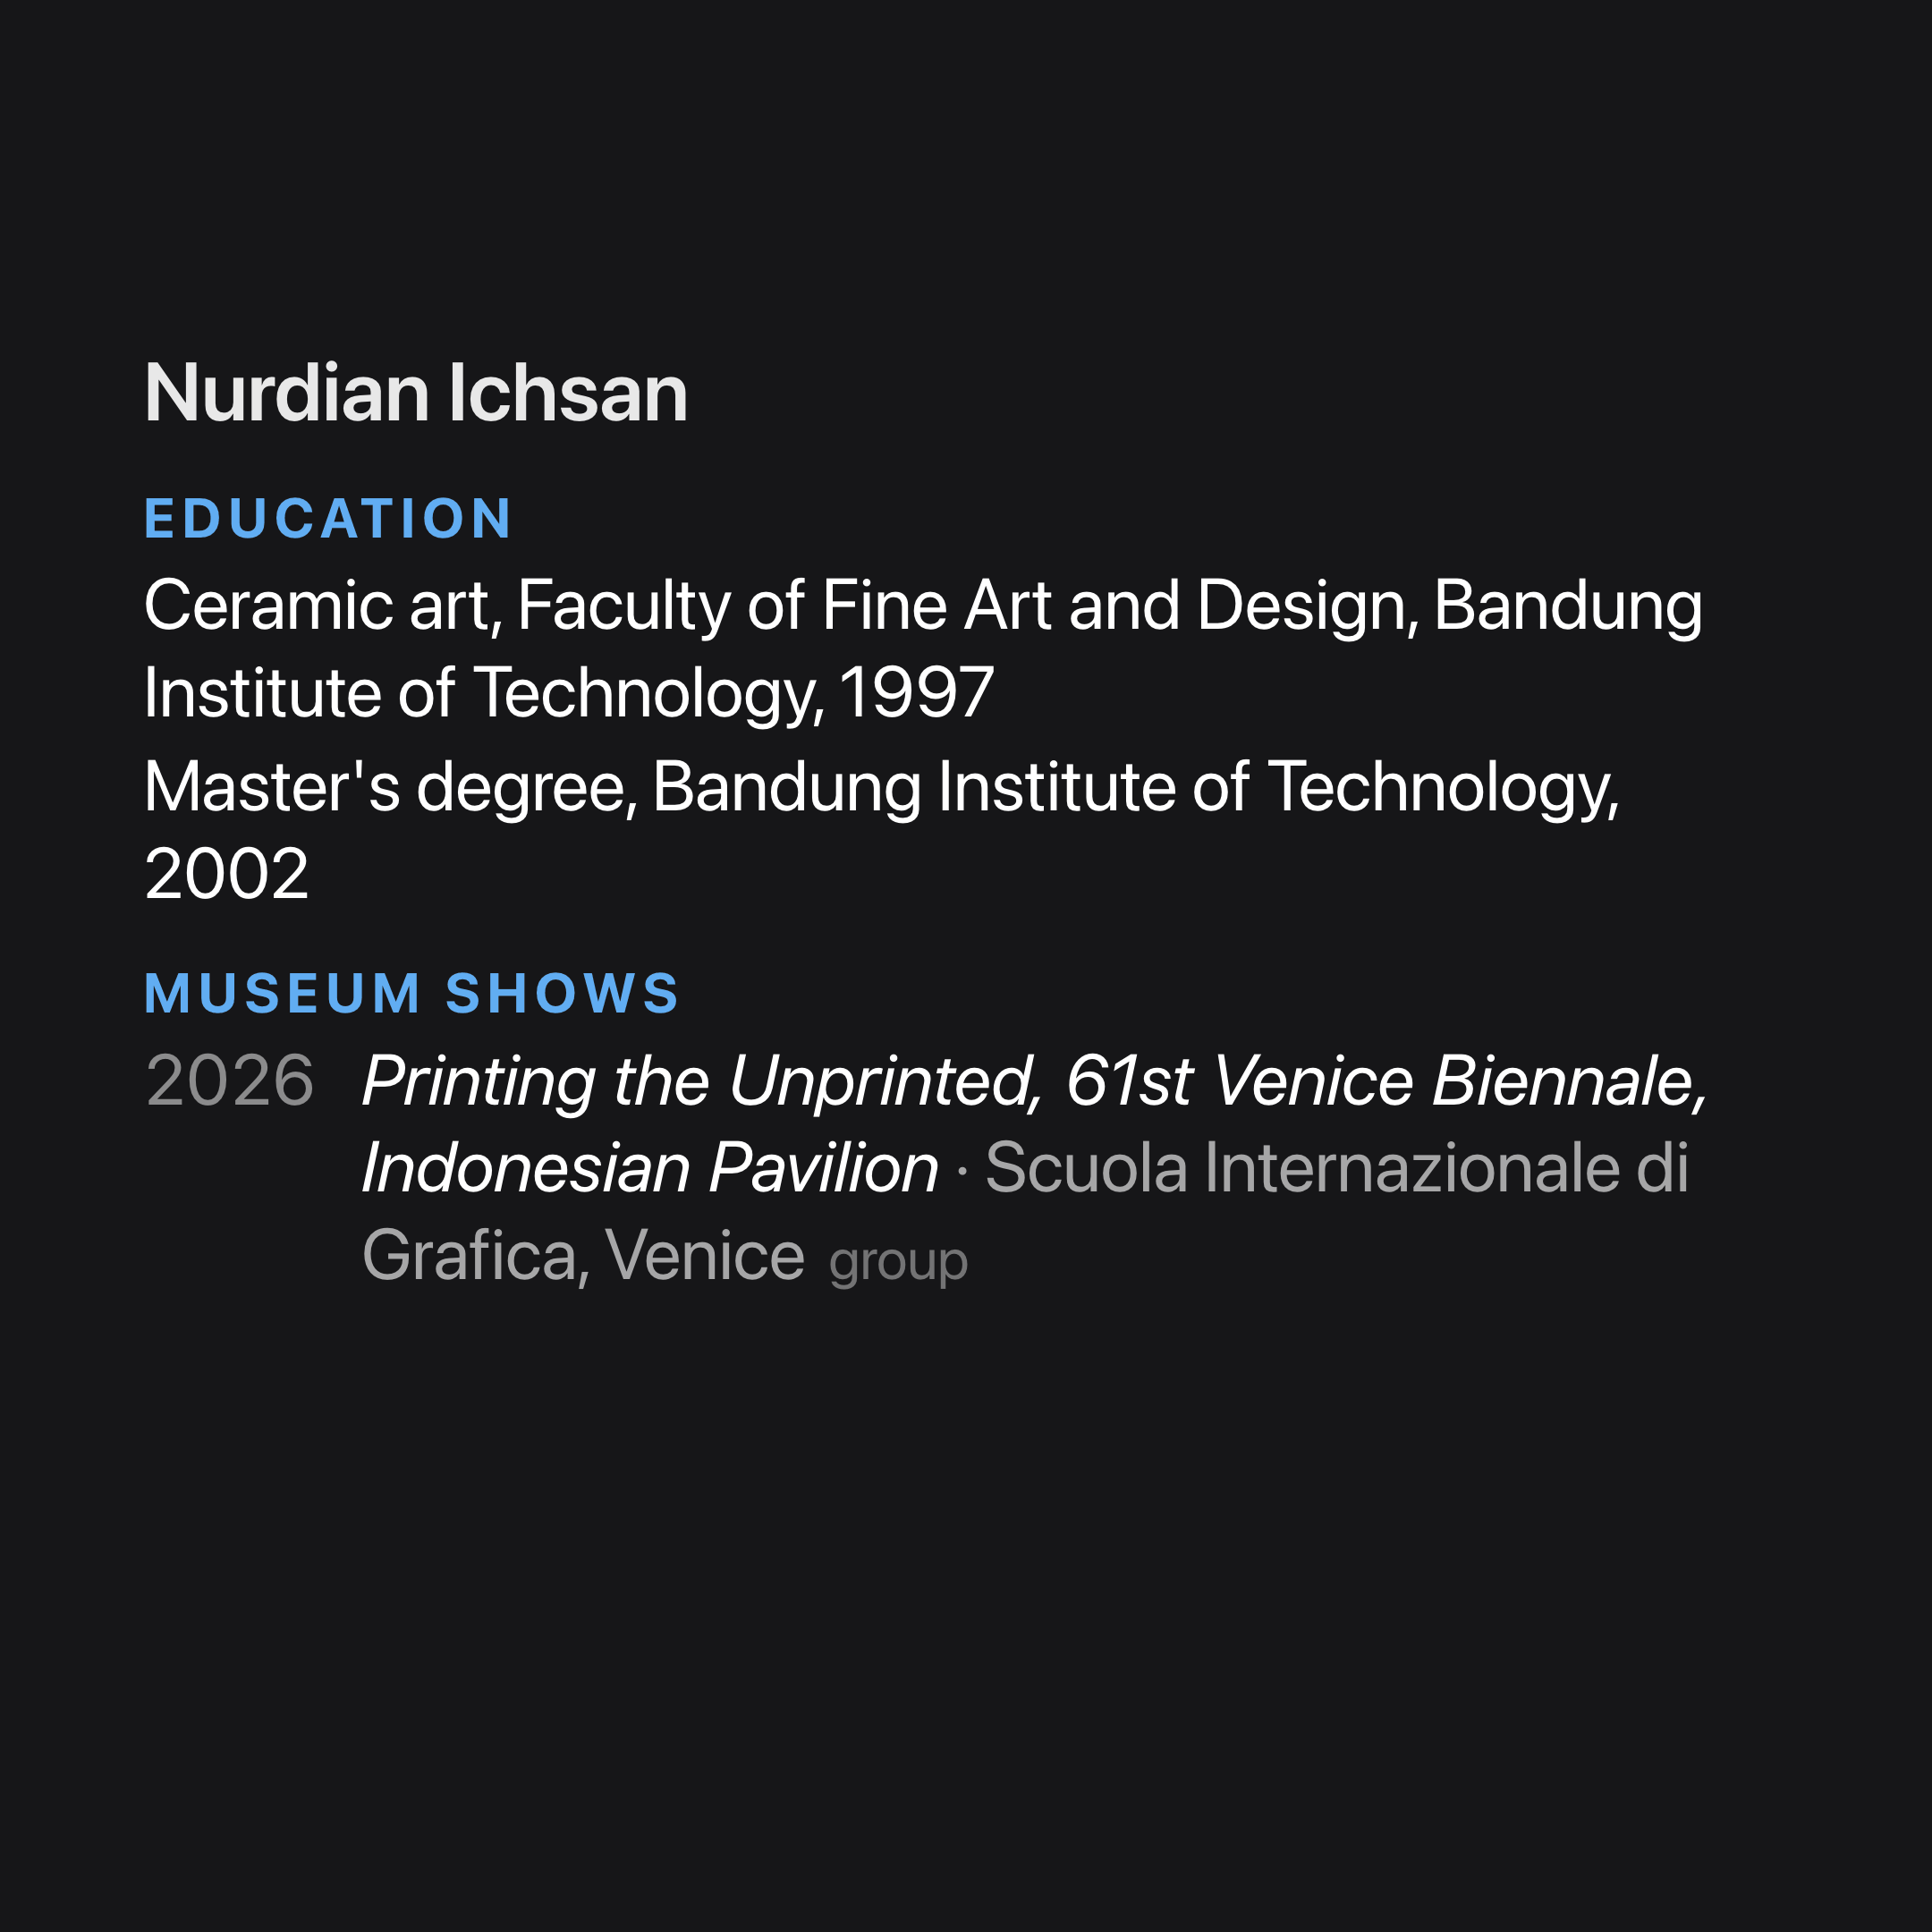 Nurdian Ichsan
EDUCATION
Ceramic art, Faculty of Fine Art and Design, Bandung
Institute of Technology, 1997
Master's degree, Bandung Institute of Technology,
2002
MUSEUM SHOWS
2026 Printing the Unprinted, 61st Venice Biennale,
Indonesian Pavilion · Scuola Internazionale di
Grafica, Venice group